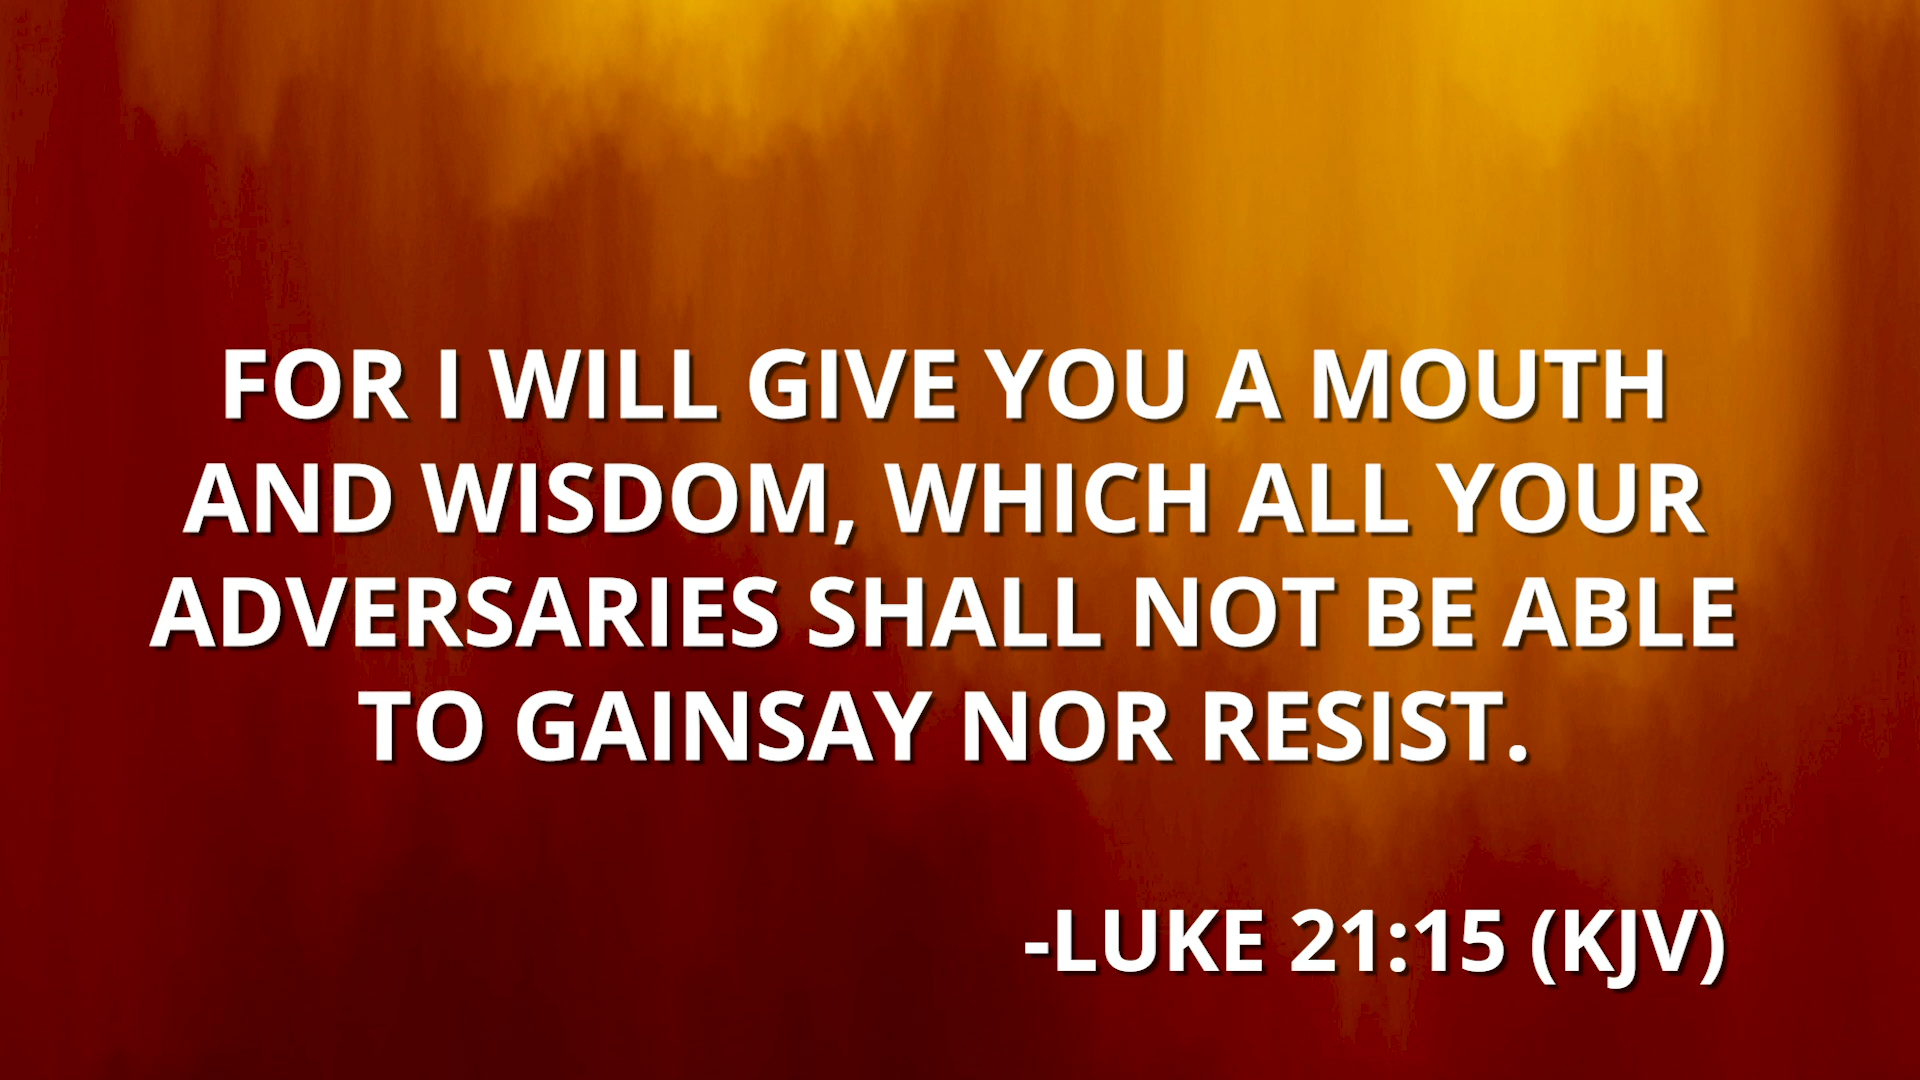 FOR I WILL GIVE YOU A MOUTH
AND WISDOM, WHICH ALL YOUR
ADVERSARIES SHALL NOT BE ABLE
TO GAINSAY NOR RESIST.
-LUKE 21:15 (KJV)